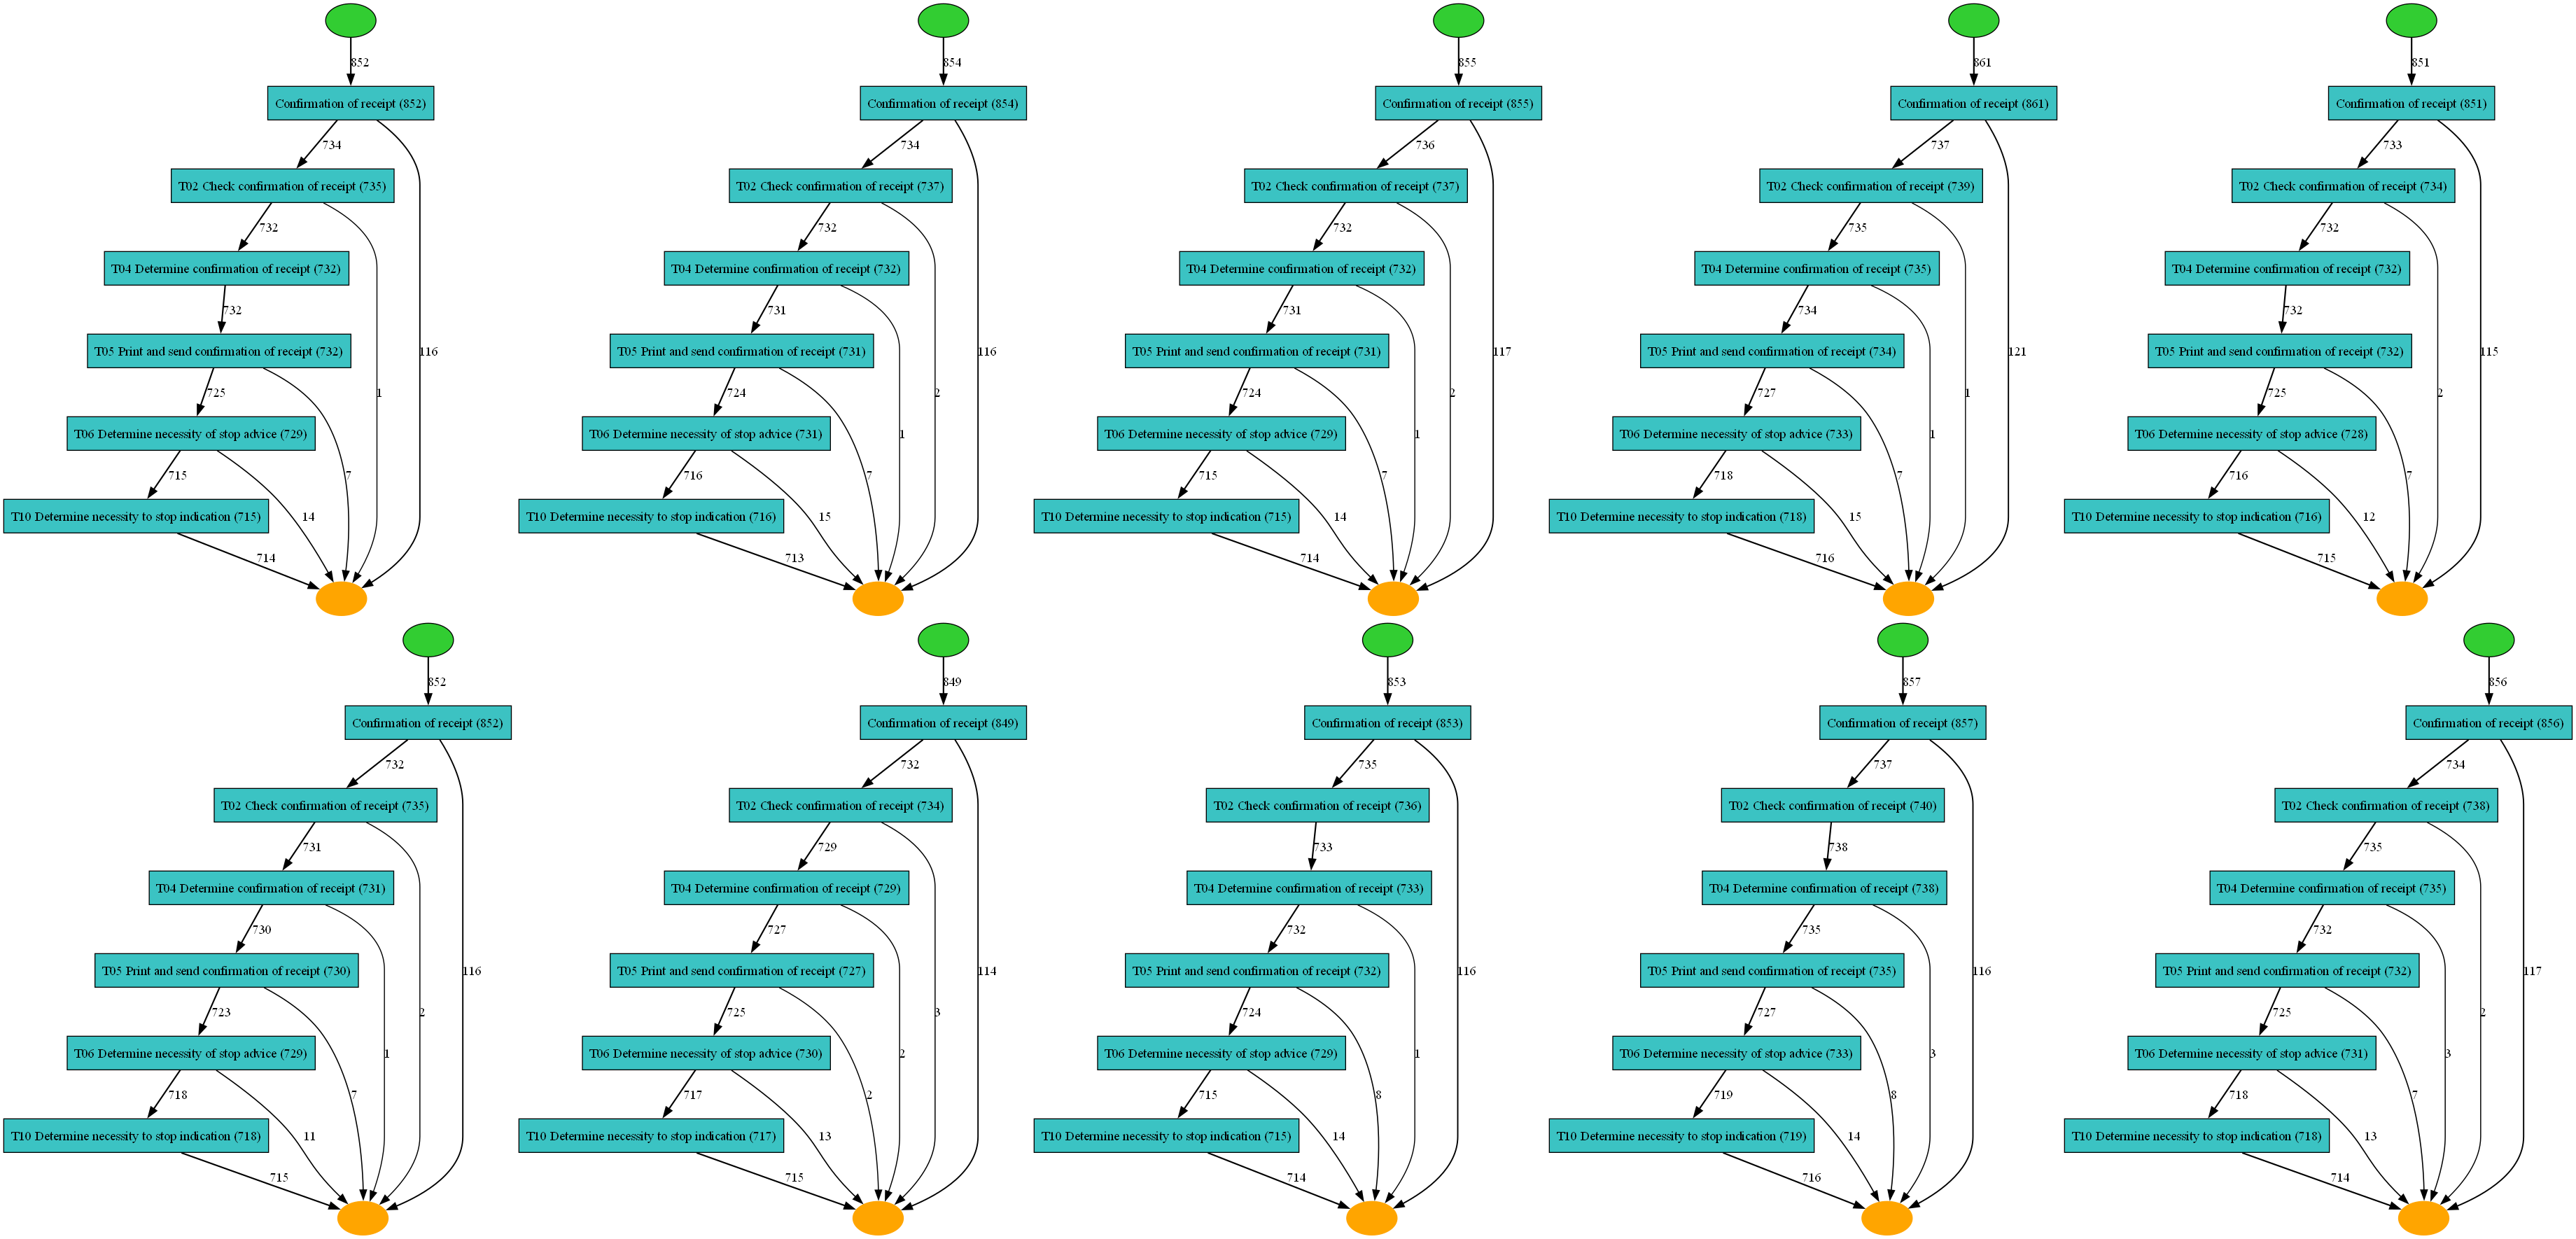 852
Confirmation of receipt (852)
734
T02 Check confirmation of receipt (735)
732
T04 Determine confirmation of receipt (732)
732
T05 Print and send confirmation of receipt (732)
116
1
725
T06 Determine necessity of stop advice (729)
715
7
T10 Determine necessity to stop indication (715)
14
714
854
Confirmation of receipt (854)
734
T02 Check confirmation of receipt (737)
732
T04 Determine confirmation of receipt (732)
731
T05 Print and send confirmation of receipt (731)
116
724
2
T06 Determine necessity of stop advice (731)
1
716
7
T10 Determine necessity to stop indication (716)
15
713
855
Confirmation of receipt (855)
736
T02 Check confirmation of receipt (737)
732
T04 Determine confirmation of receipt (732)
731
T05 Print and send confirmation of receipt (731)
117
724
2
T06 Determine necessity of stop advice (729)
1
715
7
T10 Determine necessity to stop indication (715)
14
714
861
Confirmation of receipt (861)
737
T02 Check confirmation of receipt (739)
735
T04 Determine confirmation of receipt (735)
734
T05 Print and send confirmation of receipt (734)
121
727
1
T06 Determine necessity of stop advice (733)
1
718
7
T10 Determine necessity to stop indication (718)
15
716
851
Confirmation of receipt (851)
733
T02 Check confirmation of receipt (734)
732
T04 Determine confirmation of receipt (732)
732
T05 Print and send confirmation of receipt (732)
115
725
2
T06 Determine necessity of stop advice (728)
716
7
T10 Determine necessity to stop indication (716)
12
715
852
Confirmation of receipt (852)
732
T02 Check confirmation of receipt (735)
731
T04 Determine confirmation of receipt (731)
730
T05 Print and send confirmation of receipt (730)
116
723
2
T06 Determine necessity of stop advice (729)
1
718
7
T10 Determine necessity to stop indication (718)
11
715
849
Confirmation of receipt (849)
732
T02 Check confirmation of receipt (734)
729
T04 Determine confirmation of receipt (729)
727
T05 Print and send confirmation of receipt (727)
114
725
3
T06 Determine necessity of stop advice (730)
2
717
2
T10 Determine necessity to stop indication (717)
13
715
853
Confirmation of receipt (853)
735
T02 Check confirmation of receipt (736)
733
T04 Determine confirmation of receipt (733)
732
T05 Print and send confirmation of receipt (732)
116
724
T06 Determine necessity of stop advice (729)
1
715
8
T10 Determine necessity to stop indication (715)
14
714
857
Confirmation of receipt (857)
737
T02 Check confirmation of receipt (740)
738
T04 Determine confirmation of receipt (738)
735
T05 Print and send confirmation of receipt (735)
116
727
T06 Determine necessity of stop advice (733)
3
719
8
T10 Determine necessity to stop indication (719)
14
716
856
Confirmation of receipt (856)
734
T02 Check confirmation of receipt (738)
735
T04 Determine confirmation of receipt (735)
732
T05 Print and send confirmation of receipt (732)
117
725
2
T06 Determine necessity of stop advice (731)
3
718
7
T10 Determine necessity to stop indication (718)
13
714